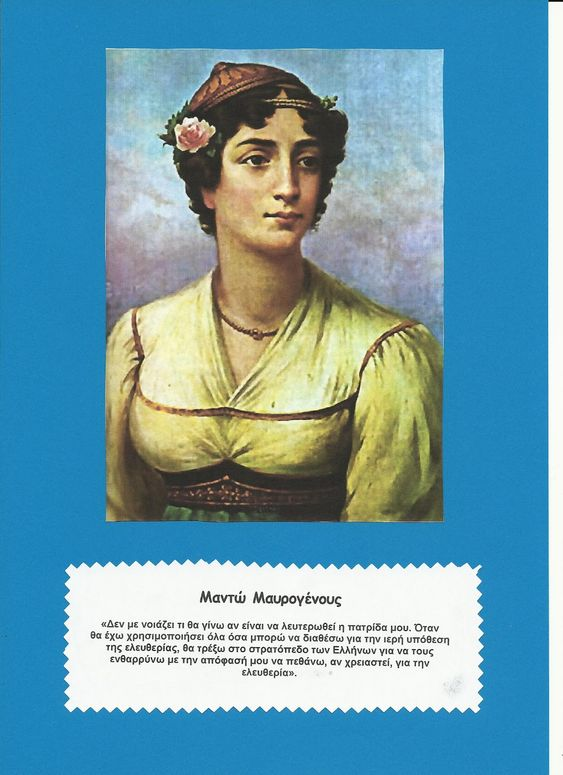 Μαντώ Μαυρογένους
«Δεν με νοιάζει τι θα γίνω αν είναι να λευτερωθεί η πατρίδα μου. Όταν
θα έχω χρησιμοποιήσει όλα όσα μπορώ να διαθέσω για την ιερή υπόθεση
της ελευθερίας, θα τρέξω στο στρατόπεδο των Ελλήνων για να τους
ενθαρρύνω με την απόφασή μου να πεθάνω, αν χρειαστεί, για την
ελευθερία».